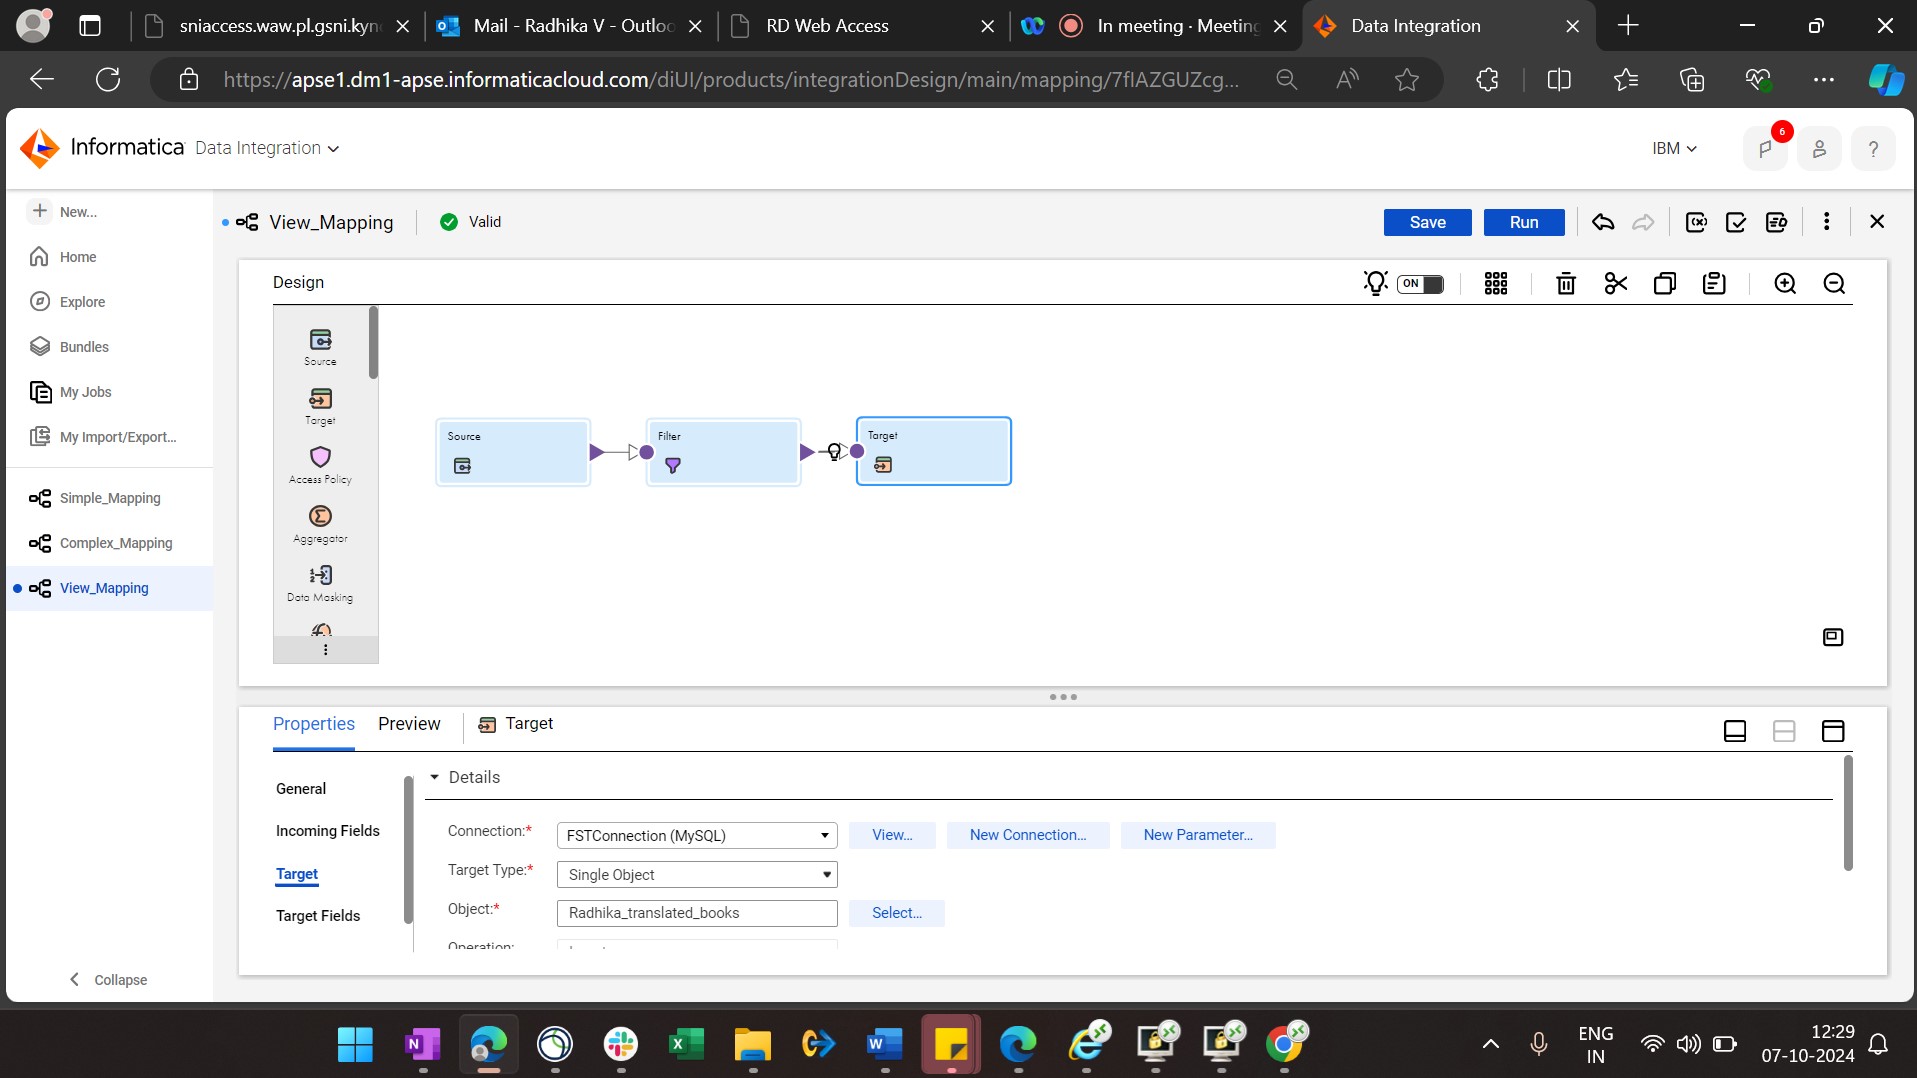 sniaccess.waw.pl.gsni.kyn
Mail - Radhika V - Outloo
RD Web Access
In meeting · Meeting
Data Integration
https://apse1.dm1-apse.informaticacloud.com/diUI/products/integrationDesign/main/mapping/7fIAZGUZcg...
Informatica Data Integration
IBM
6
?
New...
Home
Explore
Bundles
My Jobs
My Import/Export...
Simple_Mapping
Complex_Mapping
View_Mapping
Collapse
View_Mapping
Valid
Save
Run
Design
ON
Source
Target
Access Policy
Aggregator
Data Masking
Source
Filter
Target
Properties
Preview
Target
General
Incoming Fields
Target
Target Fields
Details
Connection:*
FSTConnection (MySQL)
View...
New Connection...
New Parameter...
Target Type:*
Single Object
Object:*
Radhika_translated_books
Select...
Operation:
ENG
IN
12:29
07-10-2024